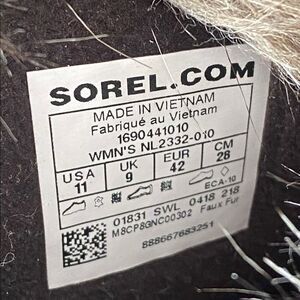 SOREL.COM
MADE IN VIETNAM
Fabriqué au Vietnam
1690441010
WMN'S NL2332-010
USA UK EUR CM
11 9 42 28
ECA-10
01831 SWL 0418 218
M8CP8GNC00302 Faux Fur
888667683251